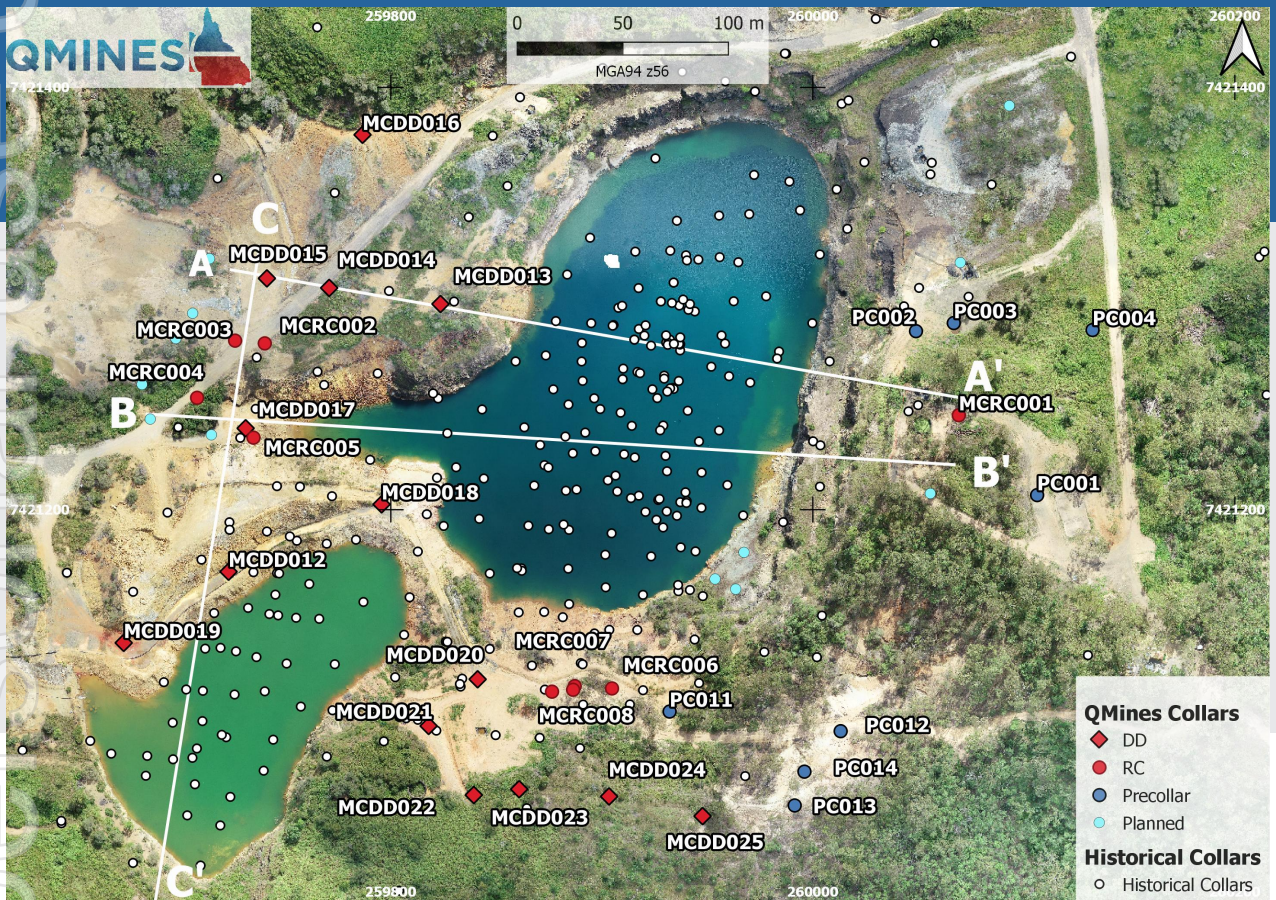 QMINES
259800
260000
260200
0 50 100 m
MGA94 z56
7421400
7421400
MCDD016
C
A
MCDD015
MCDD014
MCDD013
MCRC003
MCRC002
PC002
PC003
PC004
MCRC004
A'
B
MCDD017
MCRC001
MCRC005
B'
MCDD018
PC001
7421200
7421200
MCDD012
MCDD019
MCRC007
MCDD020
MCRC006
PC011
MCDD021
MCRC008
PC012
MCDD024
PC014
MCDD022
MCDD023
PC013
MCDD025
C'
259800
260000
QMines Collars
DD
RC
Precollar
Planned
Historical Collars
Historical Collars